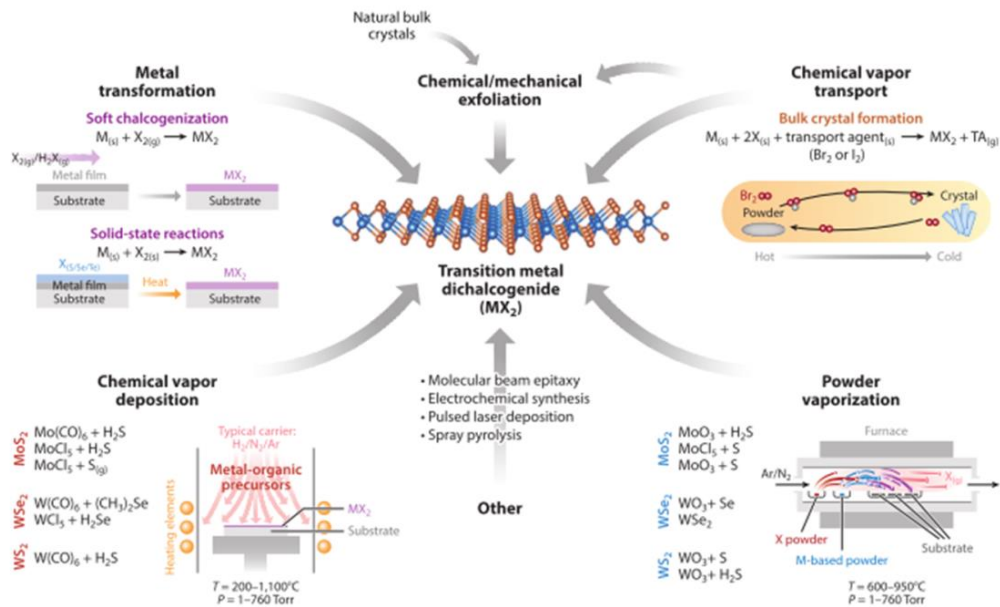 Natural bulk
crystals
Chemical/mechanical
exfoliation
Metal
transformation
Soft chalcogenization
M(s) + X2(g) → MX2
X2(g)/H2X(g)
Metal film
Substrate
MX2
Substrate
Solid-state reactions
M(s) + X2(s) → MX2
X(S/Se/Te)
Metal film
Substrate
Heat
MX2
Substrate
Chemical vapor
transport
Bulk crystal formation
M(s) + 2X(s) + transport agent(s) → MX2 + TA(g)
(Br2 or I2)
Br2
Powder
Crystal
Hot
Cold
Transition metal
dichalcogenide
(MX2)
Chemical vapor
deposition
MoS2
Mo(CO)6 + H2S
MoCl5 + H2S
MoCl5 + S(g)
WSe2
W(CO)6 + (CH3)2Se
WCl5 + H2Se
WS2
W(CO)6 + H2S
Typical carrier:
H2/N2/Ar
Metal-organic
precursors
Heating elements
MX2
Substrate
T = 200–1,100°C
P = 1–760 Torr
• Molecular beam epitaxy
• Electrochemical synthesis
• Pulsed laser deposition
• Spray pyrolysis
Other
Powder
vaporization
MoS2
MoO3 + H2S
MoCl5 + S
MoO3 + S
WSe2
WO3 + Se
WSe2
WS2
WO3 + S
WO3 + H2S
Furnace
Ar/N2
X(g)
Substrate
X powder
M-based powder
T = 600–950°C
P = 1–760 Torr